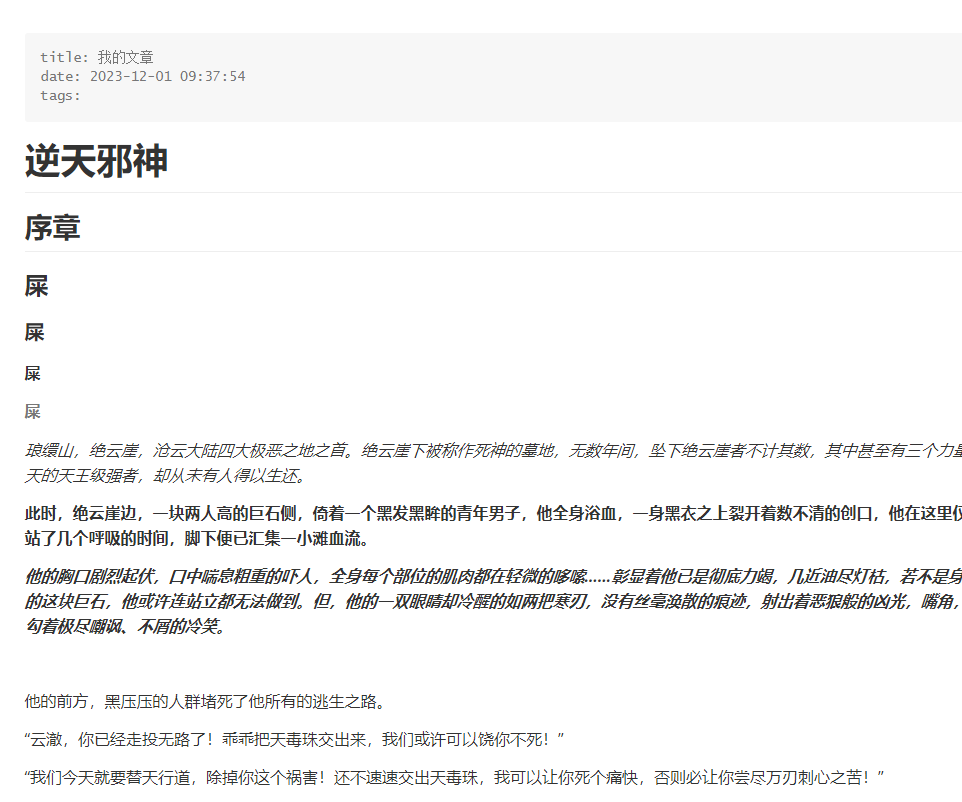 title: 我的文章
date: 2023-12-01 09:37:54
tags:
逆天邪神
序章
屎
屎
屎
屎
琅缳山，绝云崖，沧云大陆四大极恶之地之首。绝云崖下被称作死神的墓地，无数年间，坠下绝云崖者不计其数，其中甚至有三个力量
天的天王级强者，却从未有人得以生还。
此时，绝云崖边，一块两人高的巨石侧，倚着一个黑发黑眸的青年男子，他全身浴血，一身黑衣之上裂开着数不清的创口，他在这里仅
站了几个呼吸的时间，脚下便已汇集一小滩血流。
他的胸口剧烈起伏，口中喘息粗重的吓人，全身每个部位的肌肉都在轻微的哆嗦……彰显着他已是彻底力竭，几近油尽灯枯，若不是身
的这块巨石，他或许连站立都无法做到。但，他的一双眼睛却冷醒的如两把寒刃，没有丝毫涣散的痕迹，射出着恶狼般的凶光，嘴角，
勾着极尽嘲讽、不屑的冷笑。
他的前方，黑压压的人群堵死了他所有的逃生之路。
“云澈，你已经走投无路了！乖乖把天毒珠交出来，我们或许可以饶你不死！”
“我们今天就要替天行道，除掉你这个祸害！还不速速交出天毒珠，我可以让你死个痛快，否则必让你尝尽万刃刺心之苦！”